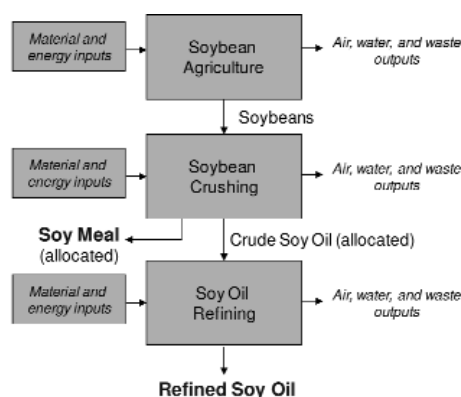 Material and
energy inputs
Soybean
Agriculture
Air, water, and waste
outputs
Soybeans
Material and
energy inputs
Soybean
Crushing
Air, water, and waste
outputs
Soy Meal
(allocated)
Crude Soy Oil (allocated)
Material and
energy inputs
Soy Oil
Refining
Air, water, and waste
outputs
Refined Soy Oil